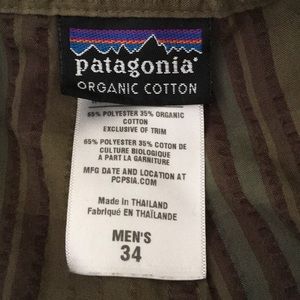 patagonia®
ORGANIC COTTON
65% POLYESTER 35% ORGANIC
COTTON
EXCLUSIVE OF TRIM
65% POLYESTER 35% COTON DE
CULTURE BIOLOGIQUE
A PART LA GARNITURE
MFG DATE AND LOCATION AT
PCPSIA.COM
Made in THAILAND
Fabriqué EN THAÏLANDE
MEN'S
34